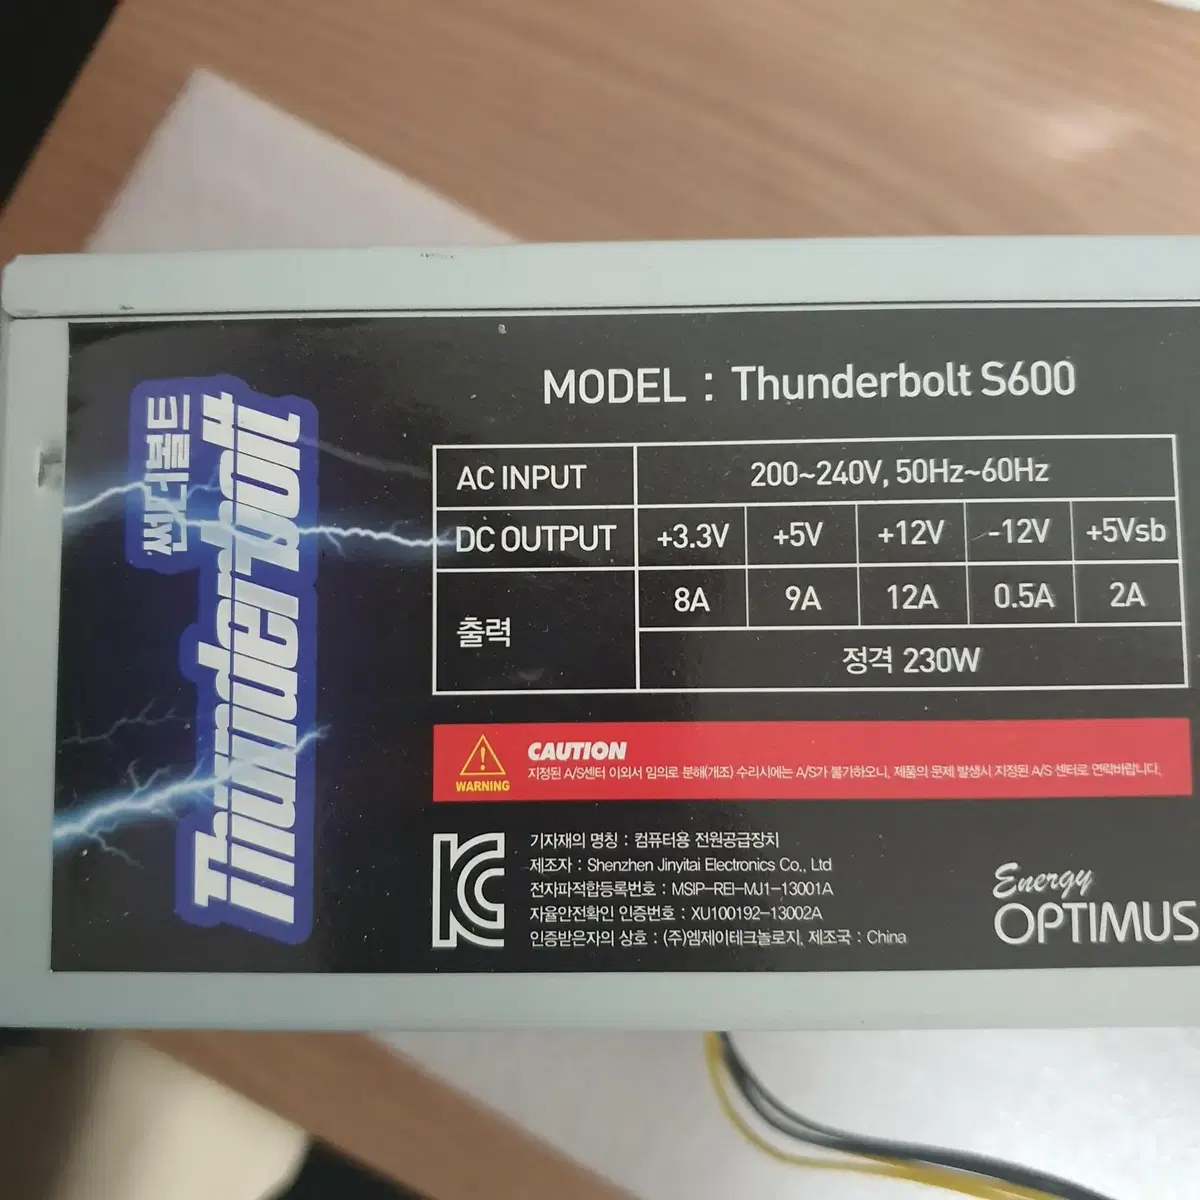 썬더볼트
Thunderbolt
MODEL : Thunderbolt S600
AC INPUT 200~240V, 50Hz~60Hz
DC OUTPUT +3.3V +5V +12V -12V +5Vsb
출력 8A 9A 12A 0.5A 2A
정격 230W
WARNING
CAUTION
지정된 A/S센터 이외서 임의로 분해(개조) 수리시에는 A/S가 불가하오니, 제품의 문제 발생시 지정된 A/S 센터로 연락바랍니다.
기자재의 명칭 : 컴퓨터용 전원공급장치
제조자 : Shenzhen Jinyitai Electronics Co., Ltd
전자파적합등록번호 : MSIP-REI-MJ1-13001A
자율안전확인 인증번호 : XU100192-13002A
인증받은자의 상호 : (주)엠제이테크놀로지, 제조국 : China
Energy
OPTIMUS